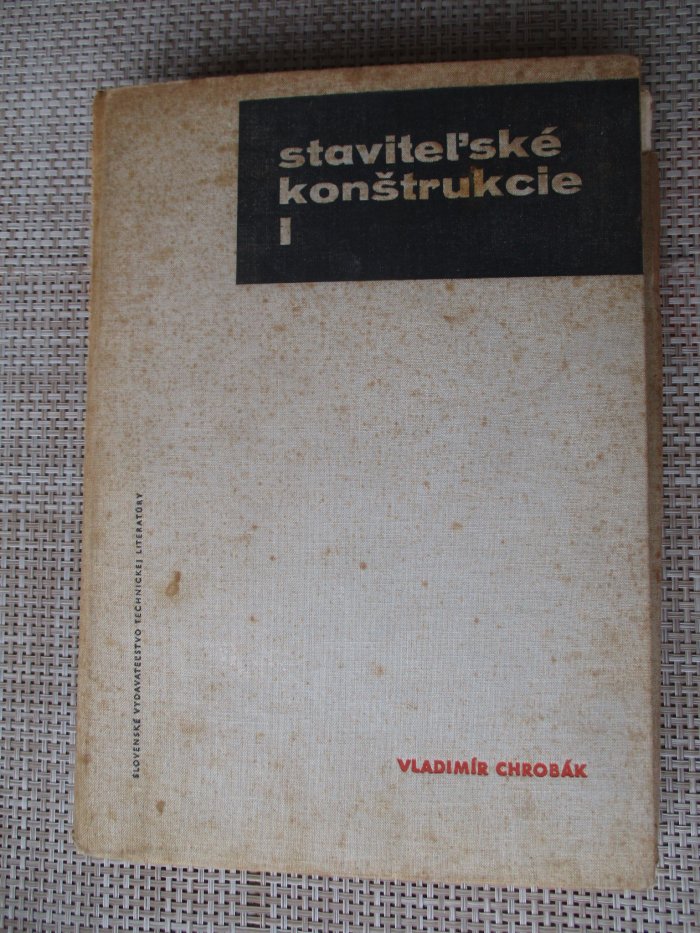 staviteľské
konštrukcie
I
SLOVENSKÉ VYDAVATEĽSTVO TECHNICKEJ LITERATÚRY
VLADIMÍR CHROBÁK